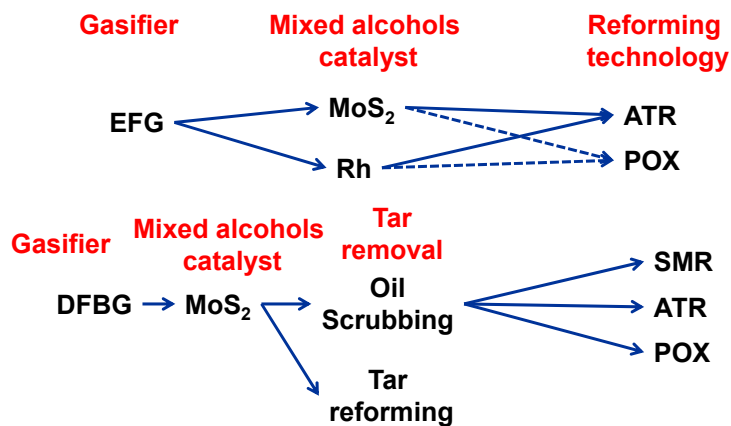 Gasifier
Mixed alcohols
catalyst
Reforming
technology
EFG
MoS₂
Rh
ATR
POX
Gasifier
Mixed alcohols
catalyst
Tar
removal
DFBG
MoS₂
Oil
Scrubbing
Tar
reforming
SMR
ATR
POX